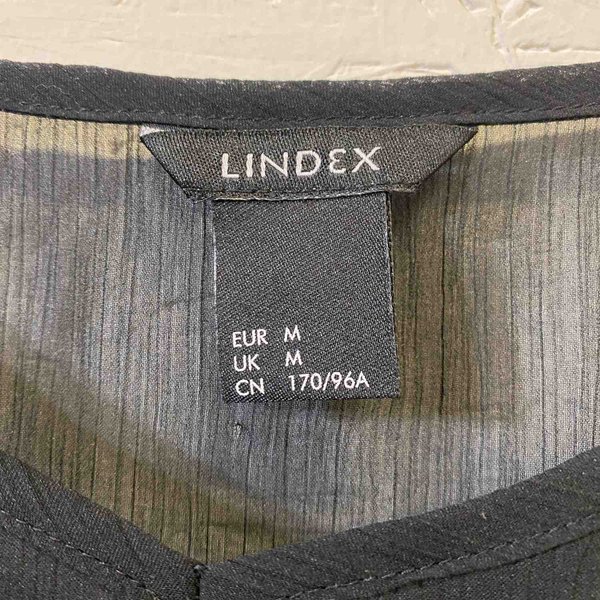 LINDEX
EUR M
UK M
CN 170/96A